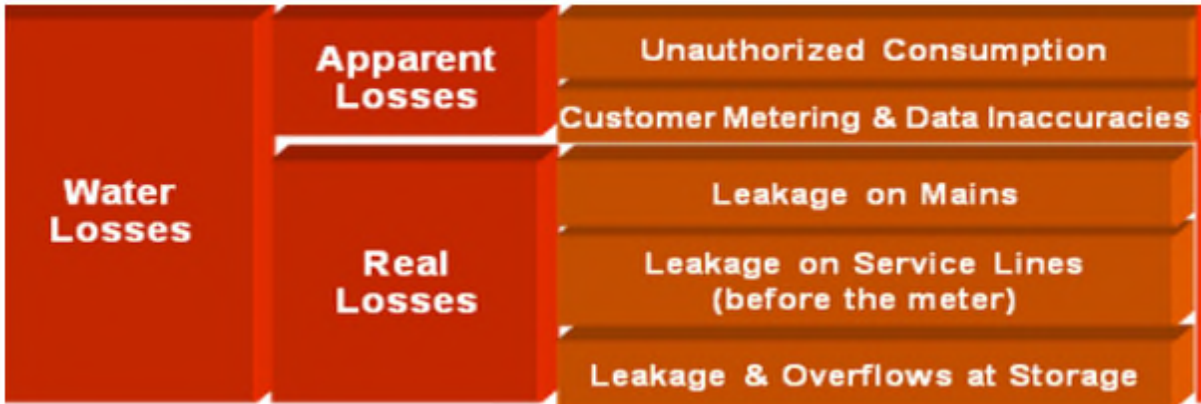 Water
Losses
Apparent
Losses
Unauthorized Consumption
Customer Metering & Data Inaccuracies
Real
Losses
Leakage on Mains
Leakage on Service Lines
(before the meter)
Leakage & Overflows at Storage